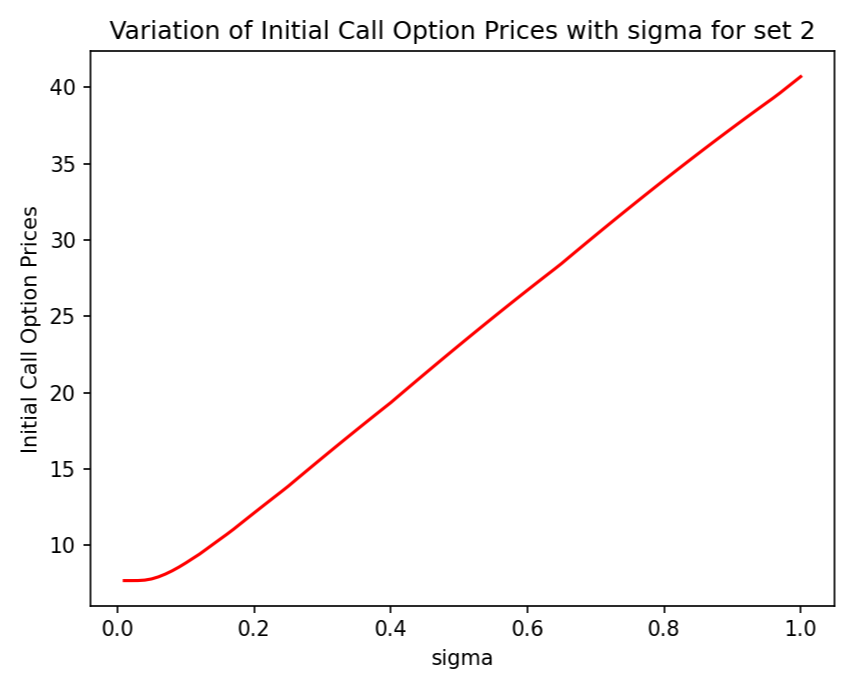 Variation of Initial Call Option Prices with sigma for set 2
Initial Call Option Prices
40
35
30
25
20
15
10
0.0 0.2 0.4 0.6 0.8 1.0
sigma